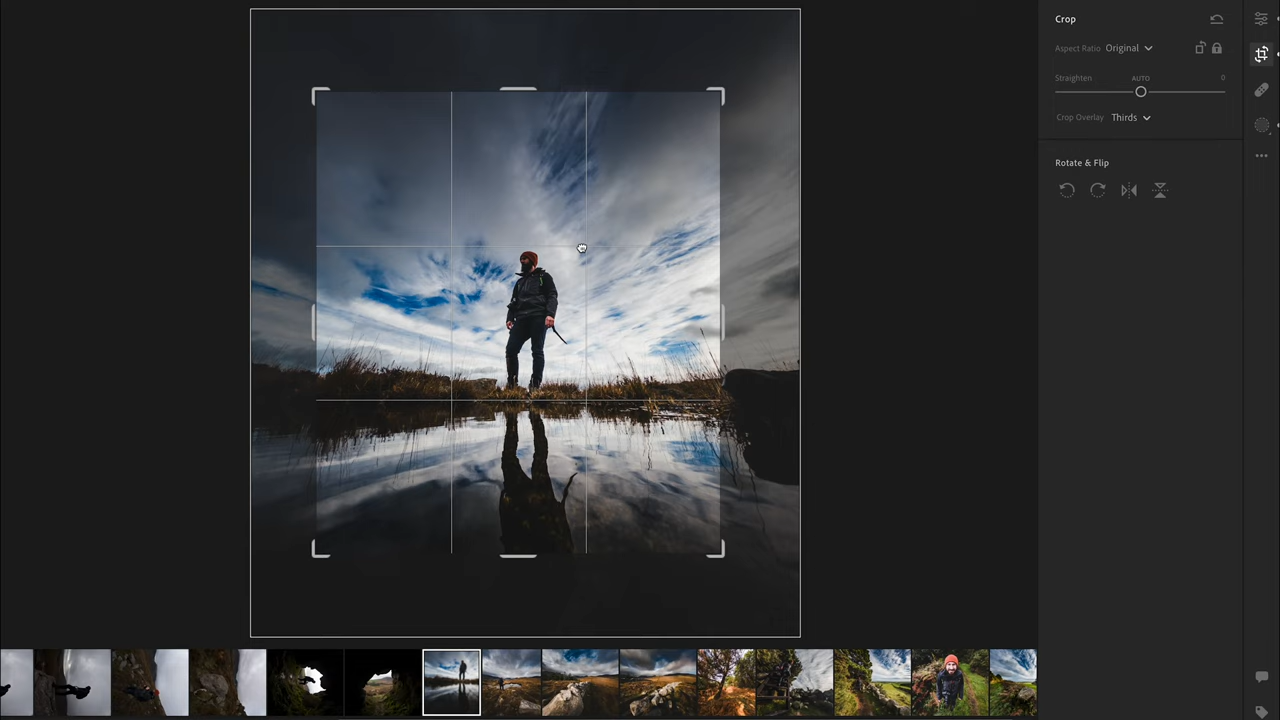 Crop
Aspect Ratio Original
Straighten AUTO 0
Crop Overlay Thirds
Rotate & Flip